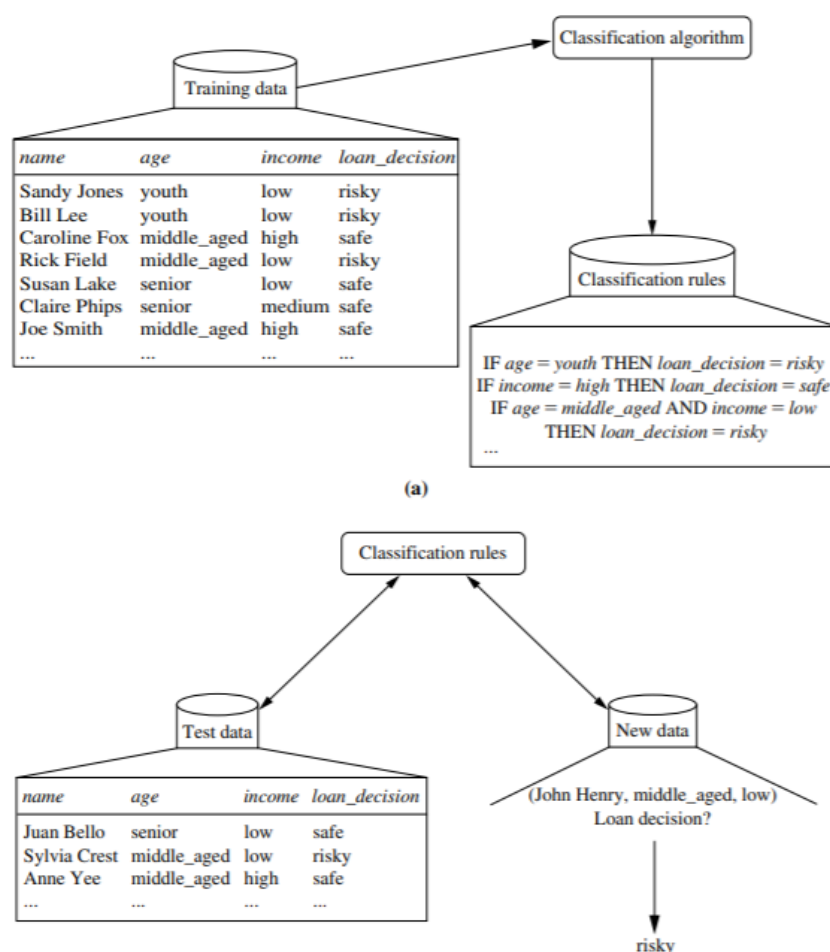 Classification algorithm
Training data
name age income loan_decision
Sandy Jones youth low risky
Bill Lee youth low risky
Caroline Fox middle_aged high safe
Rick Field middle_aged low risky
Susan Lake senior low safe
Claire Phips senior medium safe
Joe Smith middle_aged high safe
... ... ... ...
Classification rules
IF age = youth THEN loan_decision = risky
IF income = high THEN loan_decision = safe
IF age = middle_aged AND income = low
THEN loan_decision = risky
...
(a)
Classification rules
Test data
name age income loan_decision
Juan Bello senior low safe
Sylvia Crest middle_aged low risky
Anne Yee middle_aged high safe
... ... ... ...
New data
(John Henry, middle_aged, low)
Loan decision?
risky